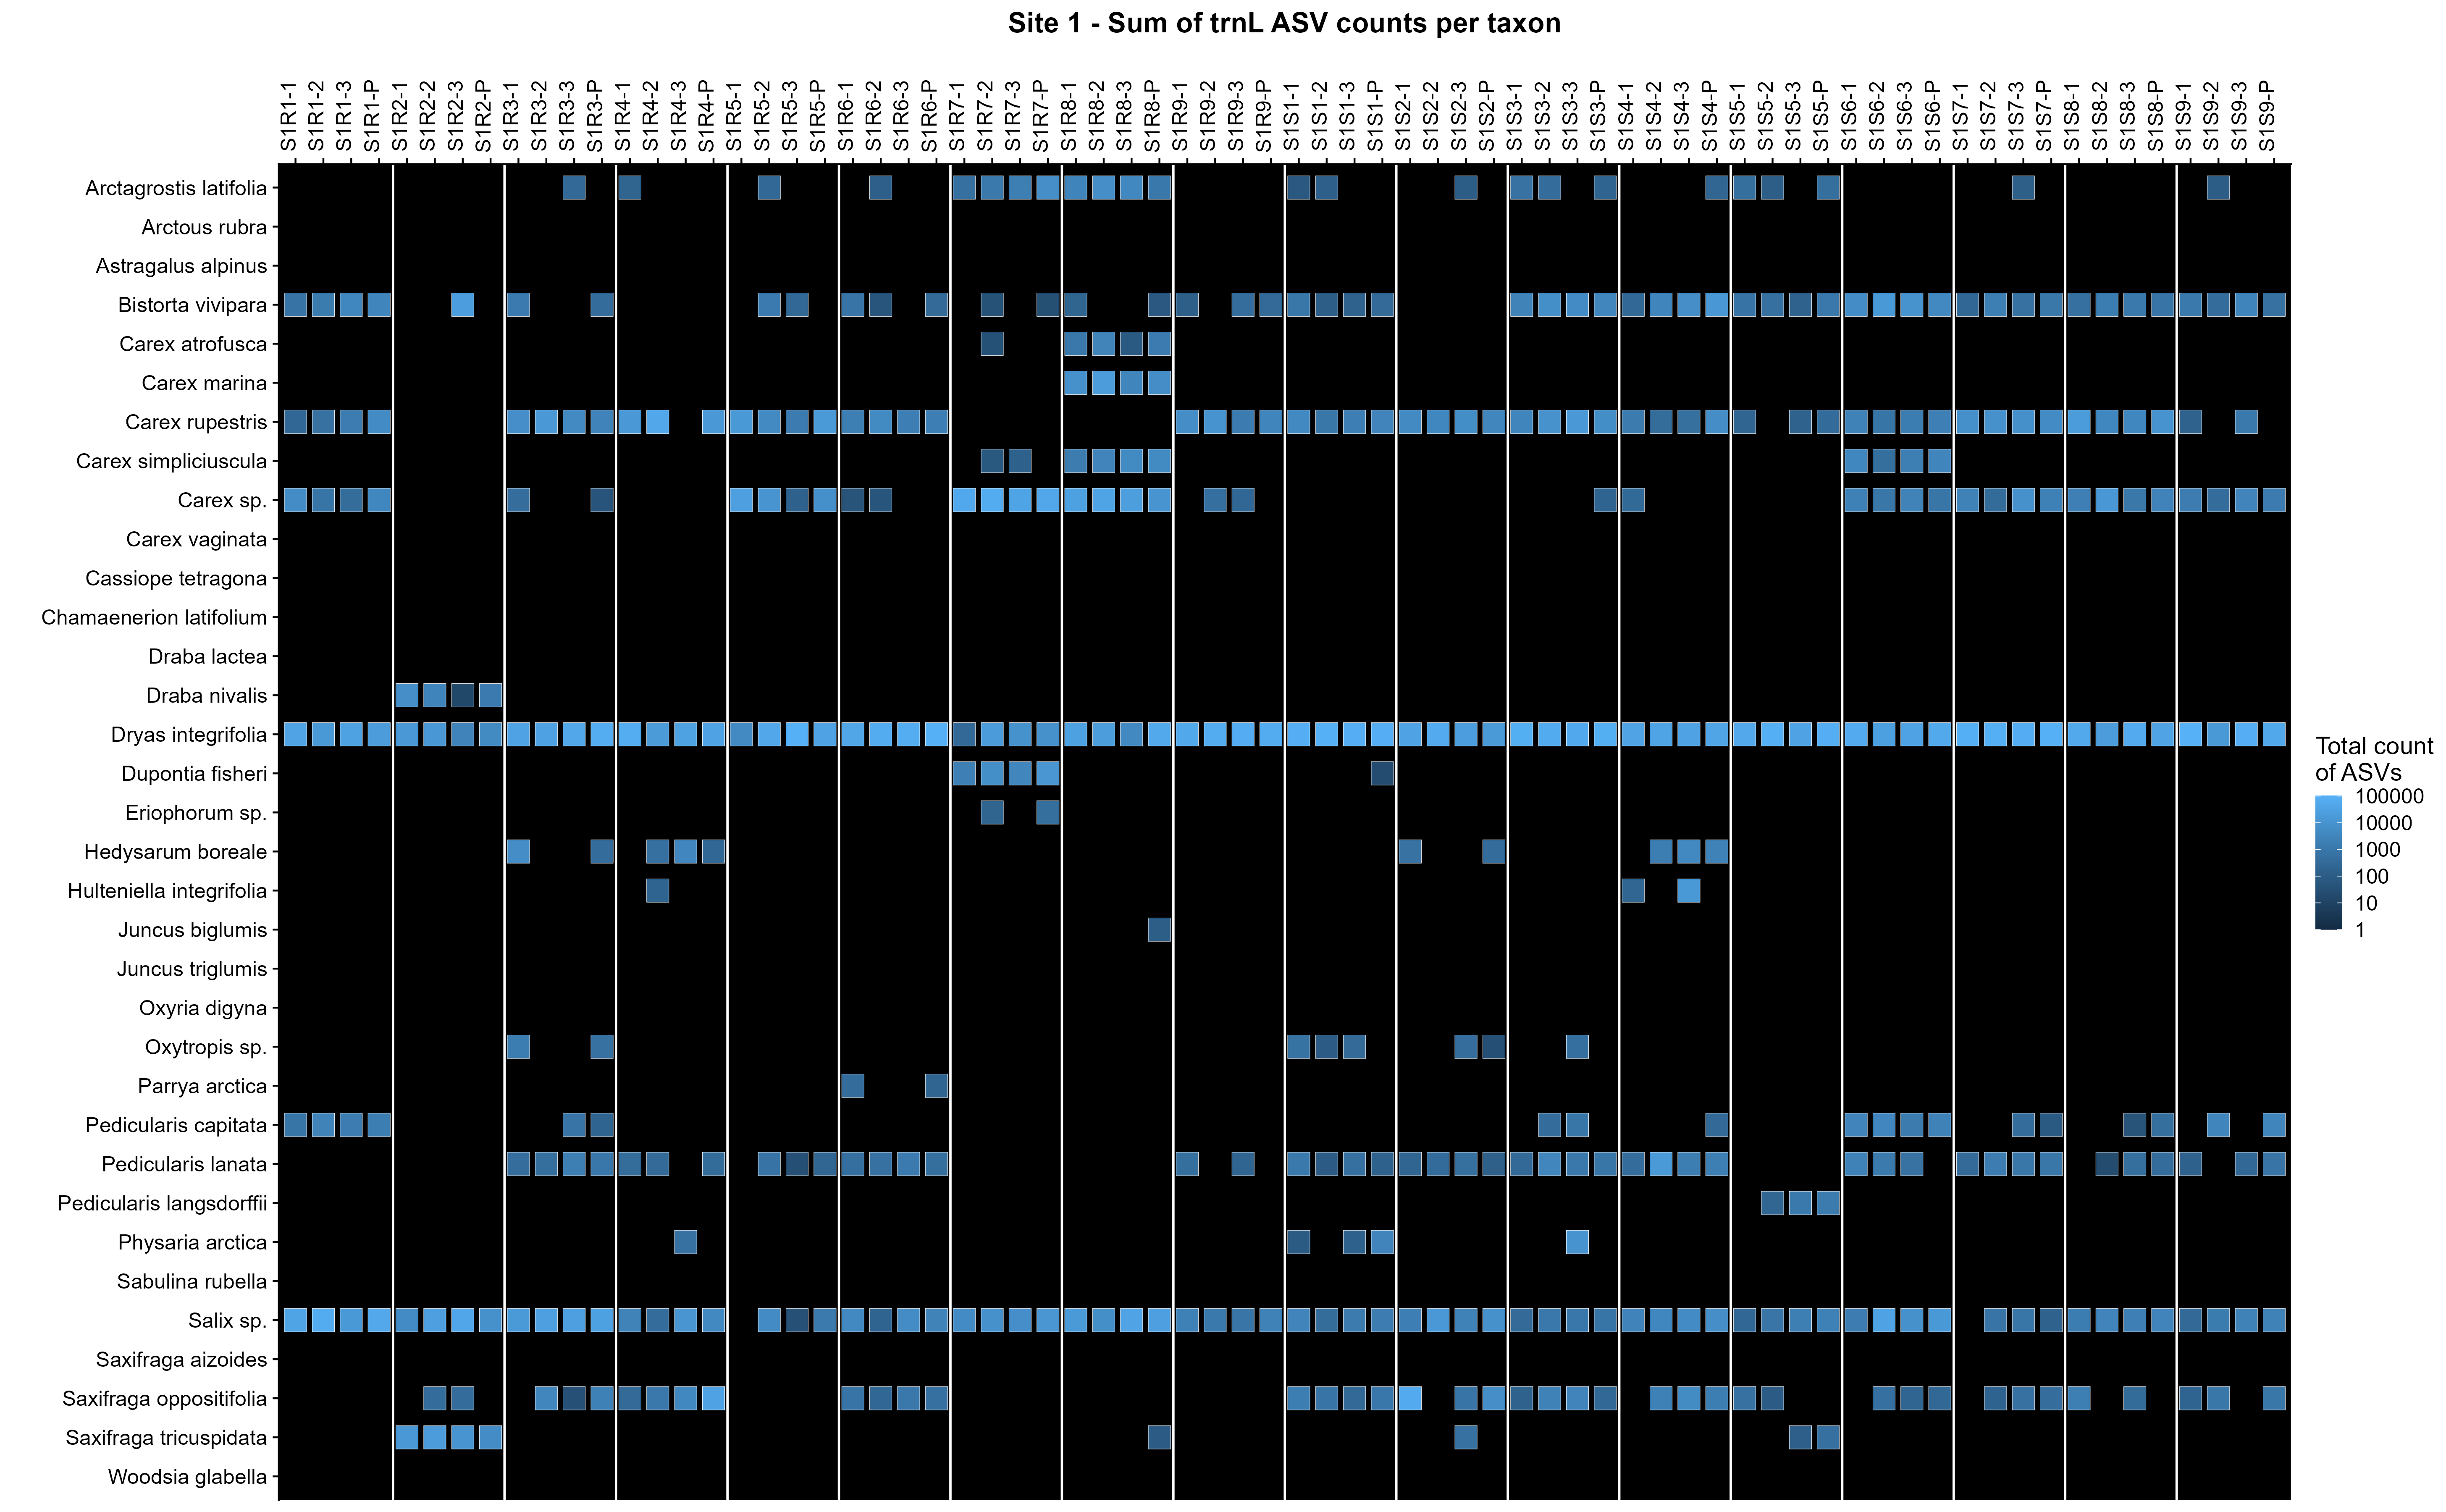 Site 1 - Sum of trnL ASV counts per taxon
S1R1-1
S1R1-2
S1R1-3
S1R1-P
S1R2-1
S1R2-2
S1R2-3
S1R2-P
S1R3-1
S1R3-2
S1R3-3
S1R3-P
S1R4-1
S1R4-2
S1R4-3
S1R4-P
S1R5-1
S1R5-2
S1R5-3
S1R5-P
S1R6-1
S1R6-2
S1R6-3
S1R6-P
S1R7-1
S1R7-2
S1R7-3
S1R7-P
S1R8-1
S1R8-2
S1R8-3
S1R8-P
S1R9-1
S1R9-2
S1R9-3
S1R9-P
S1S1-1
S1S1-2
S1S1-3
S1S1-P
S1S2-1
S1S2-2
S1S2-3
S1S2-P
S1S3-1
S1S3-2
S1S3-3
S1S3-P
S1S4-1
S1S4-2
S1S4-3
S1S4-P
S1S5-1
S1S5-2
S1S5-3
S1S5-P
S1S6-1
S1S6-2
S1S6-3
S1S6-P
S1S7-1
S1S7-2
S1S7-3
S1S7-P
S1S8-1
S1S8-2
S1S8-3
S1S8-P
S1S9-1
S1S9-2
S1S9-3
S1S9-P
Arctagrostis latifolia
Arctous rubra
Astragalus alpinus
Bistorta vivipara
Carex atrofusca
Carex marina
Carex rupestris
Carex simpliciuscula
Carex sp.
Carex vaginata
Cassiope tetragona
Chamaenerion latifolium
Draba lactea
Draba nivalis
Dryas integrifolia
Dupontia fisheri
Eriophorum sp.
Hedysarum boreale
Hulteniella integrifolia
Juncus biglumis
Juncus triglumis
Oxyria digyna
Oxytropis sp.
Parrya arctica
Pedicularis capitata
Pedicularis lanata
Pedicularis langsdorffii
Physaria arctica
Sabulina rubella
Salix sp.
Saxifraga aizoides
Saxifraga oppositifolia
Saxifraga tricuspidata
Woodsia glabella
Total count
of ASVs
100000
10000
1000
100
10
1